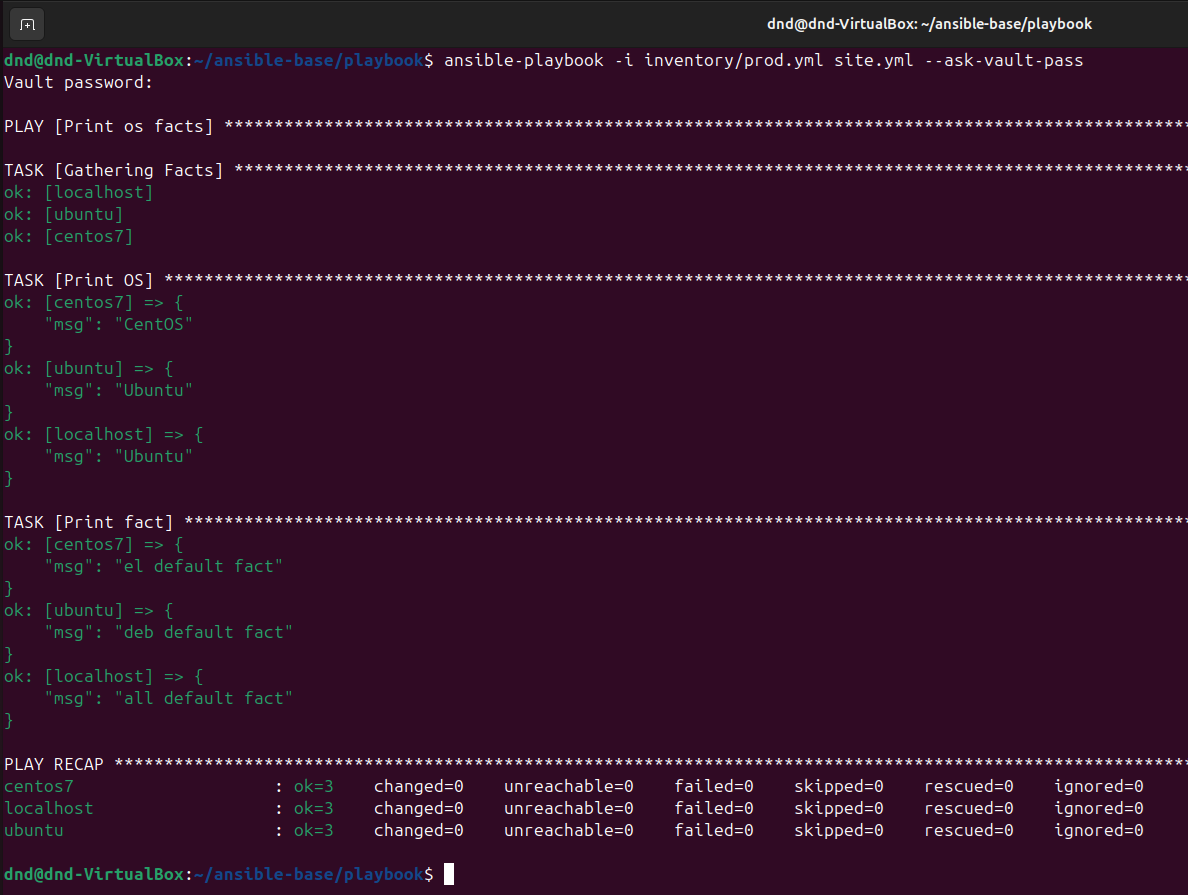 dnd@dnd-VirtualBox: ~/ansible-base/playbook
dnd@dnd-VirtualBox:~/ansible-base/playbook$ ansible-playbook -i inventory/prod.yml site.yml --ask-vault-pass
Vault password:
PLAY [Print os facts] *************************************************************************************************
TASK [Gathering Facts] ************************************************************************************************
ok: [localhost]
ok: [ubuntu]
ok: [centos7]
TASK [Print OS] *******************************************************************************************************
ok: [centos7] => {
    "msg": "CentOS"
}
ok: [ubuntu] => {
    "msg": "Ubuntu"
}
ok: [localhost] => {
    "msg": "Ubuntu"
}
TASK [Print fact] *****************************************************************************************************
ok: [centos7] => {
    "msg": "el default fact"
}
ok: [ubuntu] => {
    "msg": "deb default fact"
}
ok: [localhost] => {
    "msg": "all default fact"
}
PLAY RECAP ************************************************************************************************************
centos7                    : ok=3    changed=0    unreachable=0    failed=0    skipped=0    rescued=0    ignored=0
localhost                  : ok=3    changed=0    unreachable=0    failed=0    skipped=0    rescued=0    ignored=0
ubuntu                     : ok=3    changed=0    unreachable=0    failed=0    skipped=0    rescued=0    ignored=0
dnd@dnd-VirtualBox:~/ansible-base/playbook$